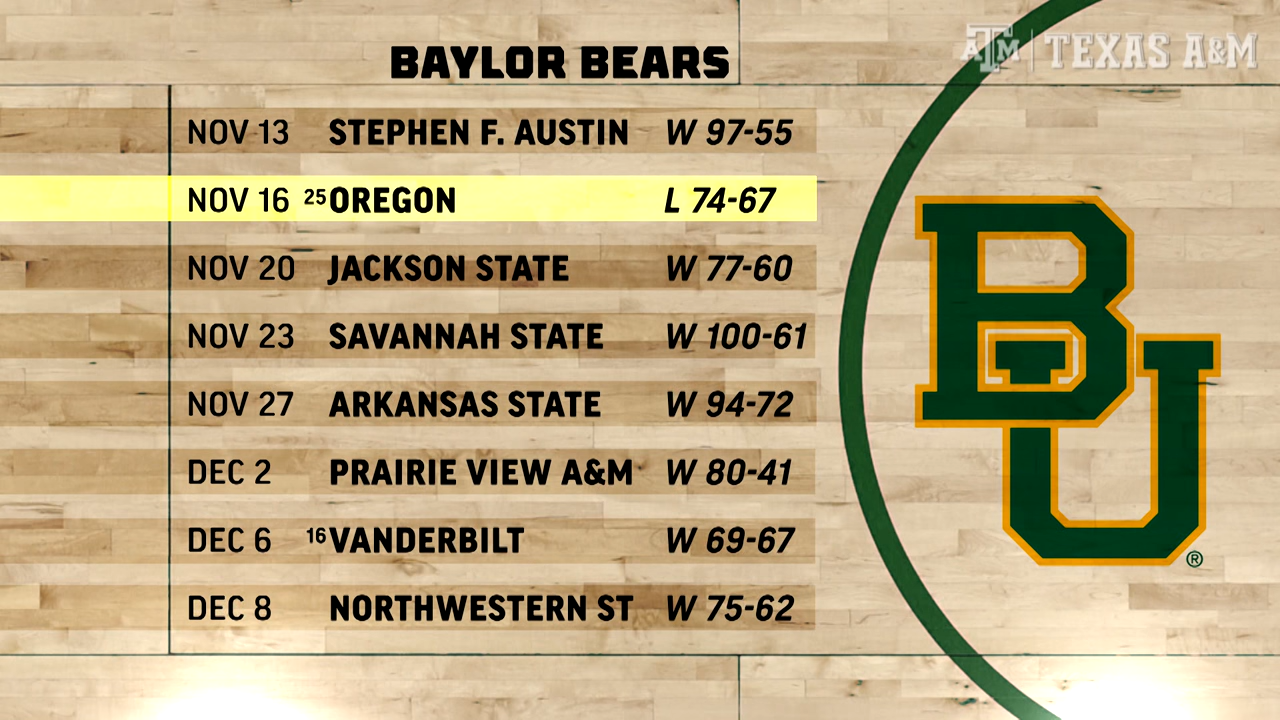 BAYLOR BEARS
ATM | TEXAS A&M
NOV 13 STEPHEN F. AUSTIN W 97-55
NOV 16 25 OREGON L 74-67
NOV 20 JACKSON STATE W 77-60
NOV 23 SAVANNAH STATE W 100-61
NOV 27 ARKANSAS STATE W 94-72
DEC 2 PRAIRIE VIEW A&M W 80-41
DEC 6 16 VANDERBILT W 69-67
DEC 8 NORTHWESTERN ST W 75-62
BU
®